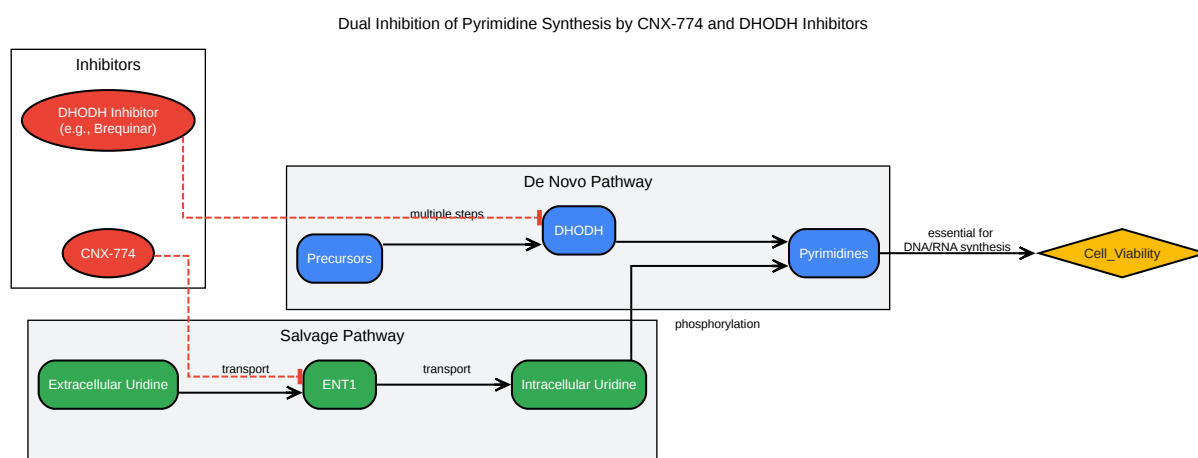 Dual Inhibition of Pyrimidine Synthesis by CNX-774 and DHODH Inhibitors
Inhibitors
DHODH Inhibitor
(e.g., Brequinar)
CNX-774
De Novo Pathway
multiple steps
Precursors
DHODH
Pyrimidines
essential for
DNA/RNA synthesis
Cell_Viability
phosphorylation
Salvage Pathway
Extracellular Uridine
transport
ENT1
transport
Intracellular Uridine